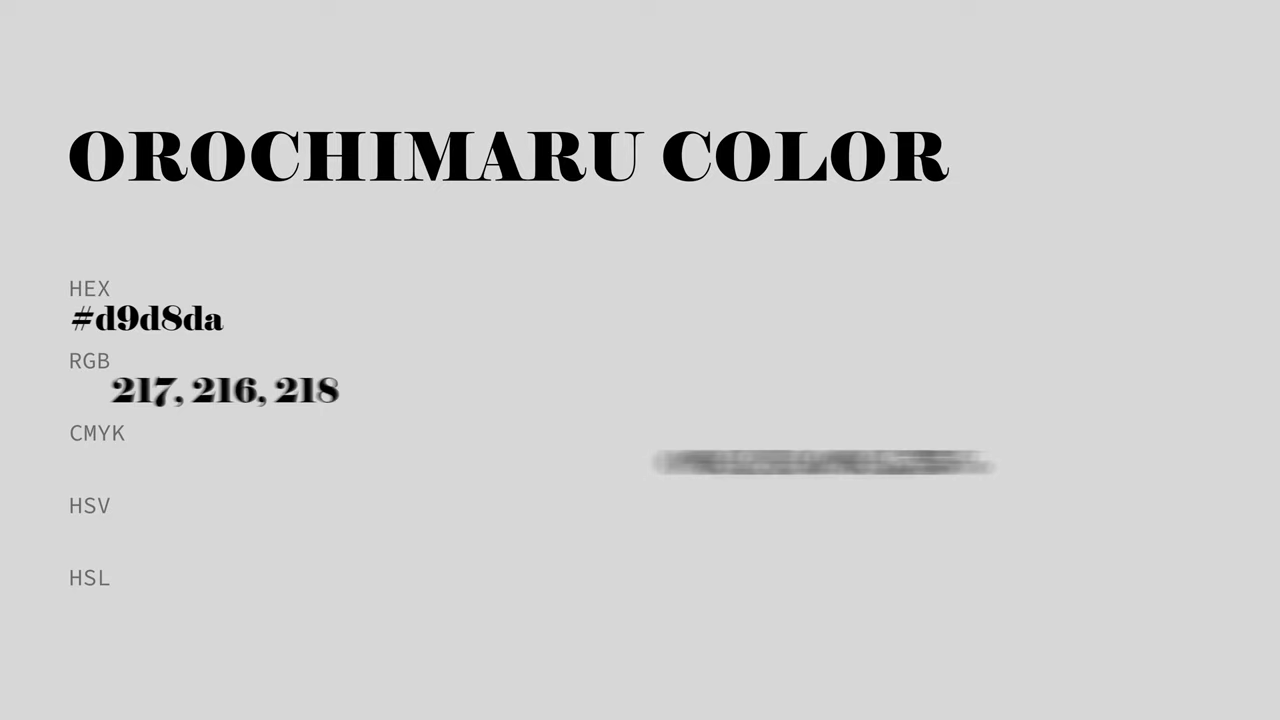 OROCHIMARU COLOR
HEX
#d9d8da
RGB
217, 216, 218
CMYK
HSV
HSL